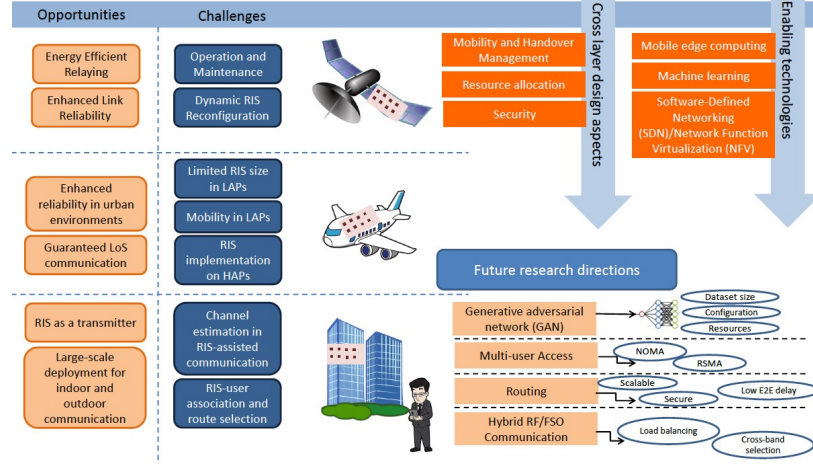 Opportunities
Challenges
Energy Efficient
Relaying
Enhanced Link
Reliability
Operation and
Maintenance
Dynamic RIS
Reconfiguration
Mobility and Handover
Management
Resource allocation
Security
Cross layer design aspects
Mobile edge computing
Machine learning
Software-Defined
Networking
(SDN)/Network Function
Virtualization (NFV)
Enabling technologies
Enhanced
reliability in urban
environments
Guaranteed LoS
communication
Limited RIS size
in LAPs
Mobility in LAPs
RIS
implementation
on HAPs
Future research directions
RIS as a transmitter
Large-scale
deployment for
indoor and
outdoor
communication
Channel
estimation in
RIS-assisted
communication
RIS-user
association and
route selection
Generative adversarial
network (GAN)
Dataset size
Configuration
Resources
Multi-user Access
NOMA
RSMA
Routing
Scalable
Secure
Low E2E delay
Hybrid RF/FSO
Communication
Load balancing
Cross-band
selection